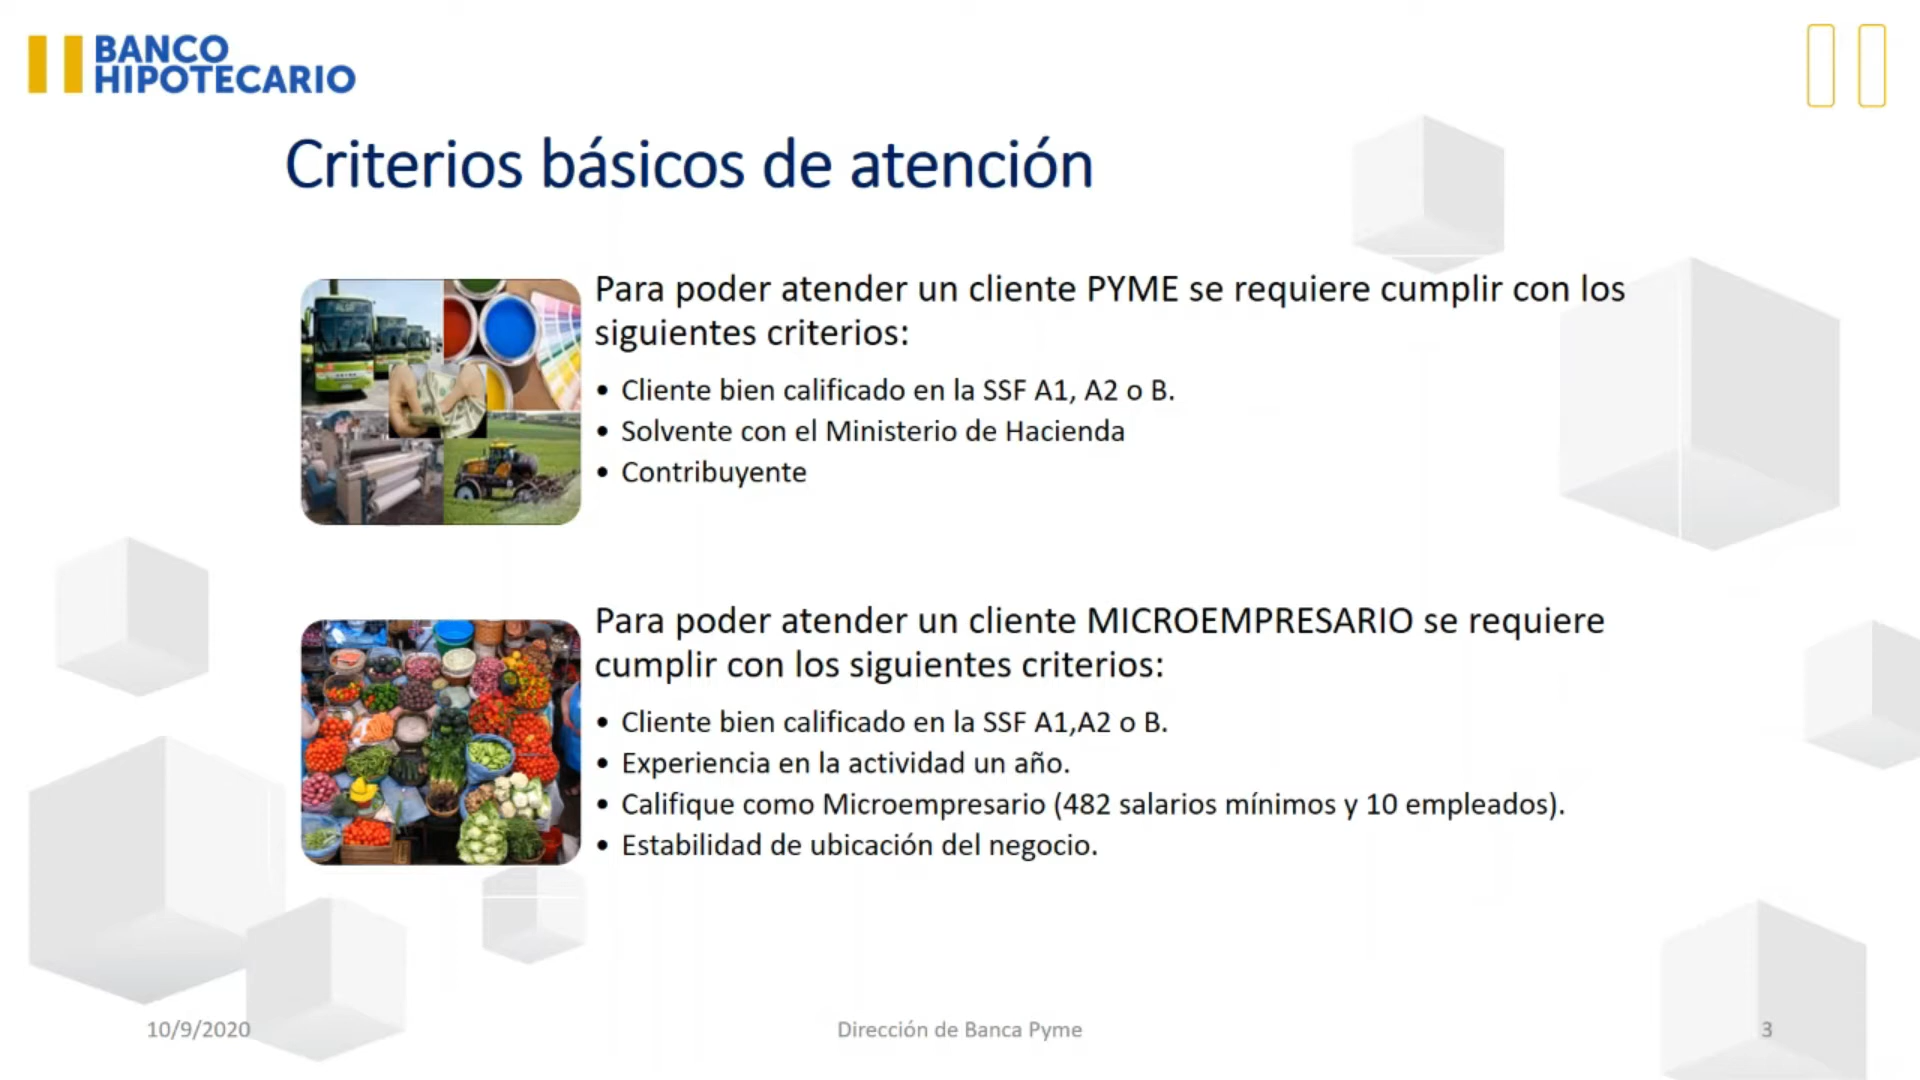 BANCO
HIPOTECARIO
Criterios básicos de atención
Para poder atender un cliente PYME se requiere cumplir con los
siguientes criterios:
• Cliente bien calificado en la SSF A1, A2 o B.
• Solvente con el Ministerio de Hacienda
• Contribuyente
Para poder atender un cliente MICROEMPRESARIO se requiere
cumplir con los siguientes criterios:
• Cliente bien calificado en la SSF A1,A2 o B.
• Experiencia en la actividad un año.
• Califique como Microempresario (482 salarios mínimos y 10 empleados).
• Estabilidad de ubicación del negocio.
10/9/2020
Dirección de Banca Pyme
3